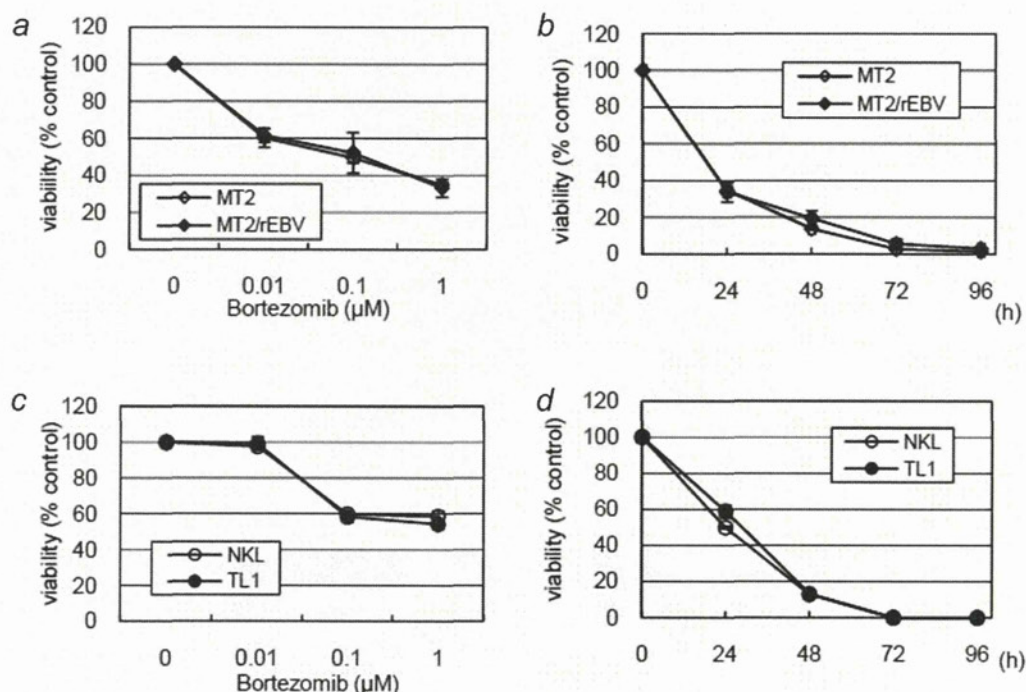 a
viability (% control)
120
100
80
60
40
20
0
MT2
MT2/rEBV
0 0.01 0.1 1
Bortezomib (µM)
b
viability (% control)
120
100
80
60
40
20
0
MT2
MT2/rEBV
0 24 48 72 96
(h)
c
viability (% control)
120
100
80
60
40
20
0
NKL
TL1
0 0.01 0.1 1
Bortezomib (µM)
d
viability (% control)
120
100
80
60
40
20
0
NKL
TL1
0 24 48 72 96
(h)